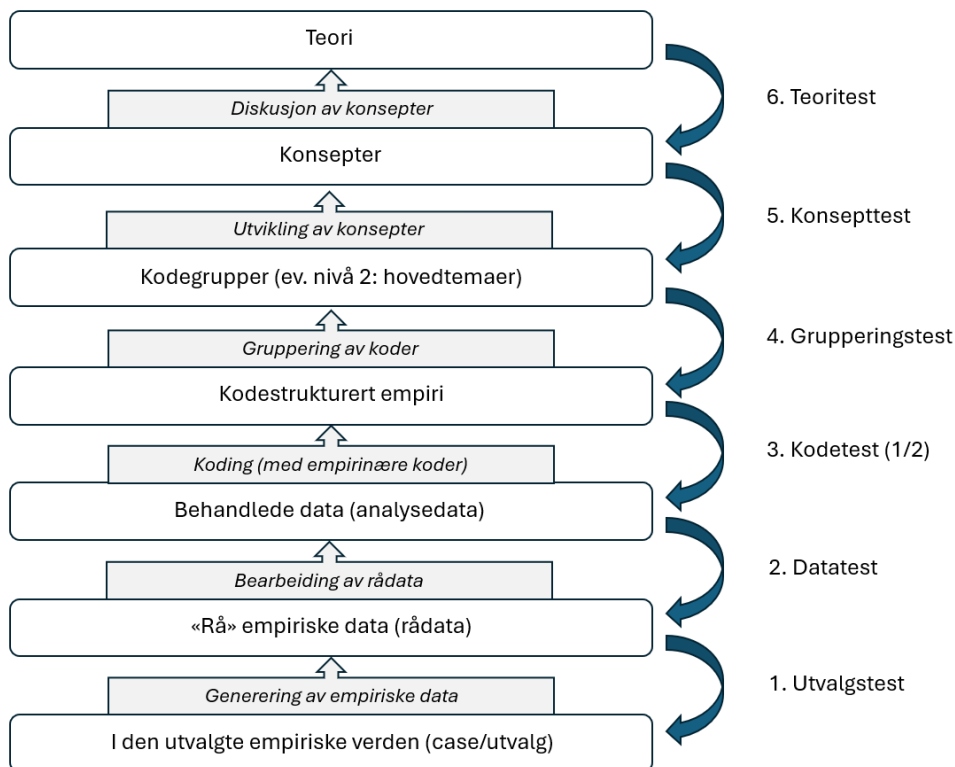 Teori
6. Teoritest
Diskusjon av konsepter
Konsepter
5. Konsepttest
Utvikling av konsepter
Kodegrupper (ev. nivå 2: hovedtemaer)
4. Grupperingstest
Gruppering av koder
Kodestrukturert empiri
3. Kodetest (1/2)
Koding (med empirinære koder)
Behandlede data (analysedata)
2. Datatest
Bearbeiding av rådata
«Rå» empiriske data (rådata)
1. Utvalgstest
Generering av empiriske data
I den utvalgte empiriske verden (case/utvalg)